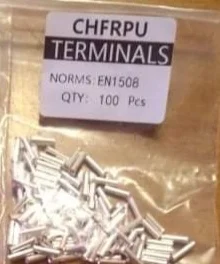 CHFRPU
TERMINALS
NORMS: EN1508
QTY: 100 Pcs